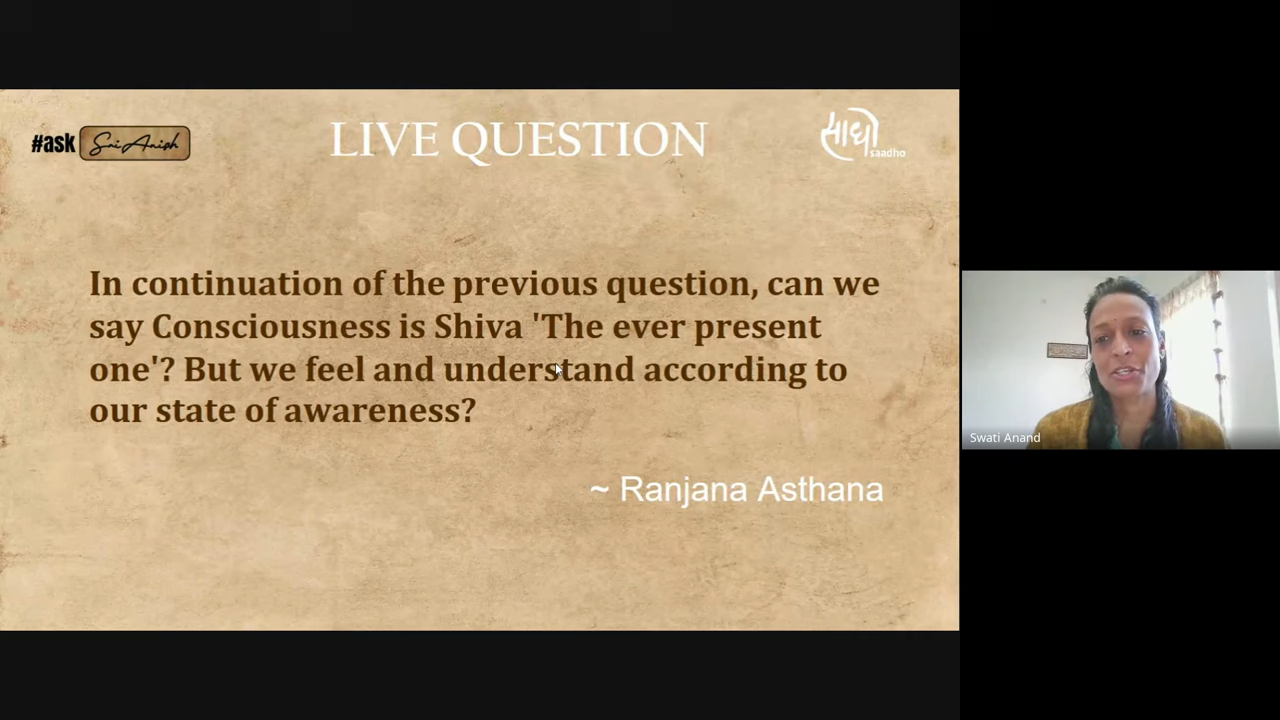 #ask Sri Anish
LIVE QUESTION
साधो
saadho
In continuation of the previous question, can we
say Consciousness is Shiva 'The ever present
one'? But we feel and understand according to
our state of awareness?
~ Ranjana Asthana
Swati Anand